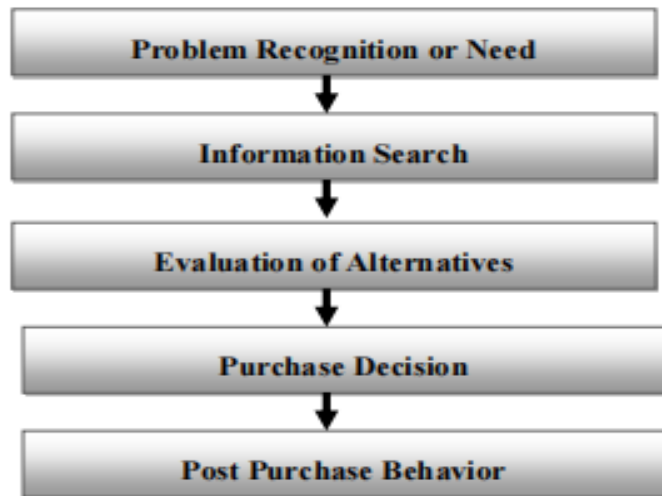 Problem Recognition or Need
Information Search
Evaluation of Alternatives
Purchase Decision
Post Purchase Behavior